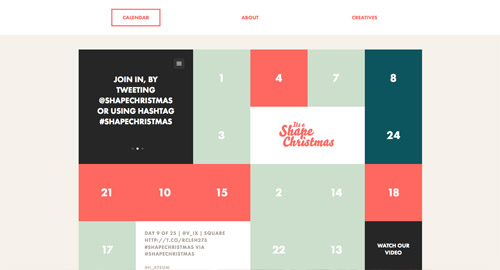 CALENDAR
ABOUT
CREATIVES
JOIN IN, BY
TWEETING
@SHAPECHRISTMAS
OR USING HASHTAG
#SHAPECHRISTMAS
1
4
7
8
3
It's a
Shape
Christmas
24
21
10
15
2
14
18
17
DAY 9 OF 25 | @V_IX | SQUARE
HTTP://T.CO/RCLEH27S
#SHAPECHRISTMAS VIA
@SHAPECHRISTMAS
22
13
WATCH OUR
VIDEO